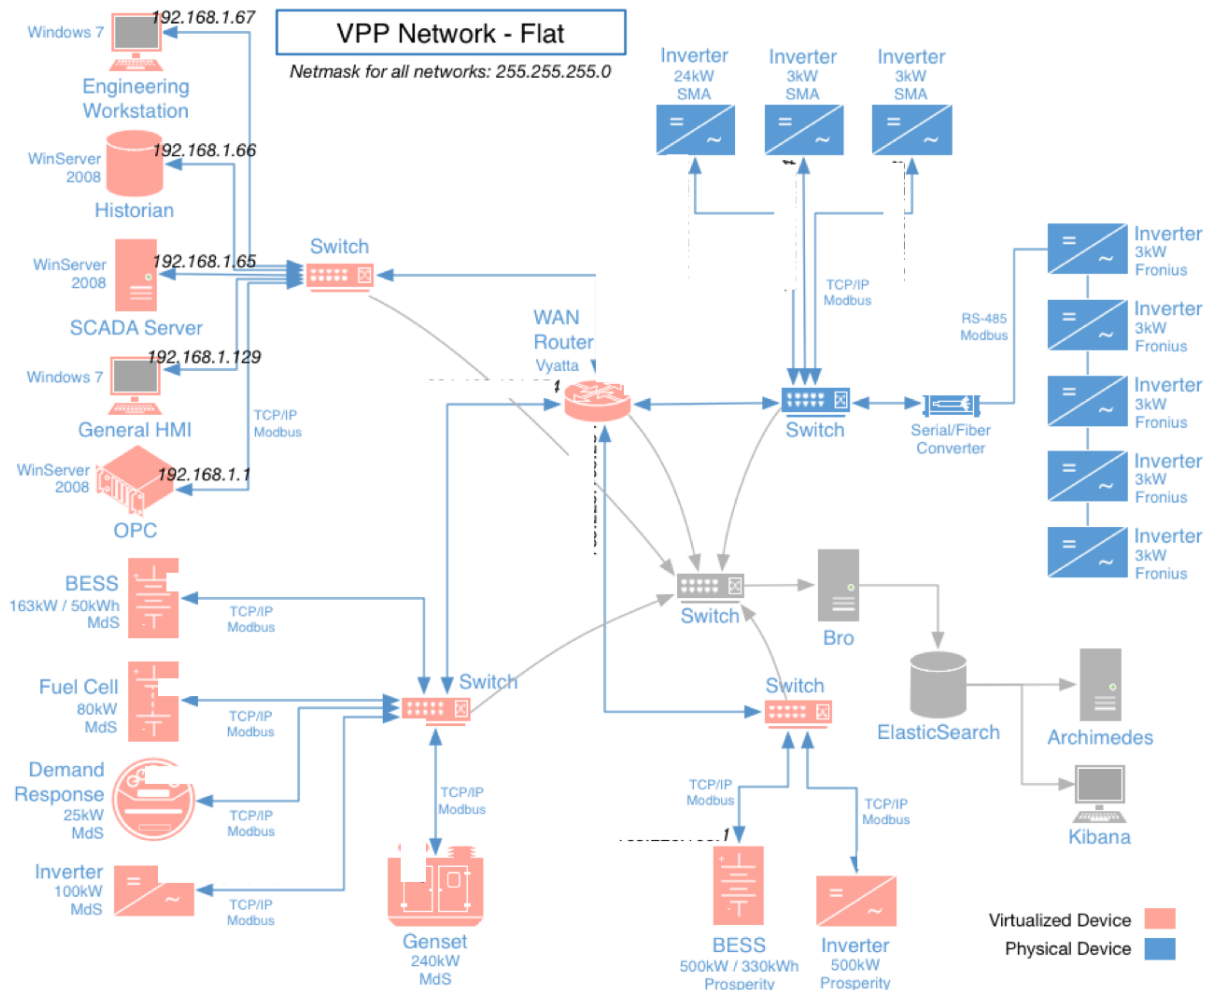 VPP Network - Flat
Netmask for all networks: 255.255.255.0
Windows 7
192.168.1.67
Engineering
Workstation
WinServer
2008
192.168.1.66
Historian
WinServer
2008
192.168.1.65
SCADA Server
Windows 7
192.168.1.129
General HMI
TCP/IP
Modbus
WinServer
2008
192.168.1.1
OPC
Switch
WAN
Router
Vyatta
Inverter
24kW
SMA
Inverter
3kW
SMA
Inverter
3kW
SMA
TCP/IP
Modbus
Switch
Serial/Fiber
Converter
RS-485
Modbus
Inverter
3kW
Fronius
Inverter
3kW
Fronius
Inverter
3kW
Fronius
Inverter
3kW
Fronius
Inverter
3kW
Fronius
BESS
163kW / 50kWh
MdS
TCP/IP
Modbus
Fuel Cell
80kW
MdS
TCP/IP
Modbus
Demand
Response
25kW
MdS
TCP/IP
Modbus
Inverter
100kW
MdS
TCP/IP
Modbus
Switch
TCP/IP
Modbus
Genset
240kW
MdS
Switch
Bro
ElasticSearch
Archimedes
Kibana
Switch
TCP/IP
Modbus
TCP/IP
Modbus
BESS
500kW / 330kWh
Prosperity
Inverter
500kW
Prosperity
Virtualized Device
Physical Device